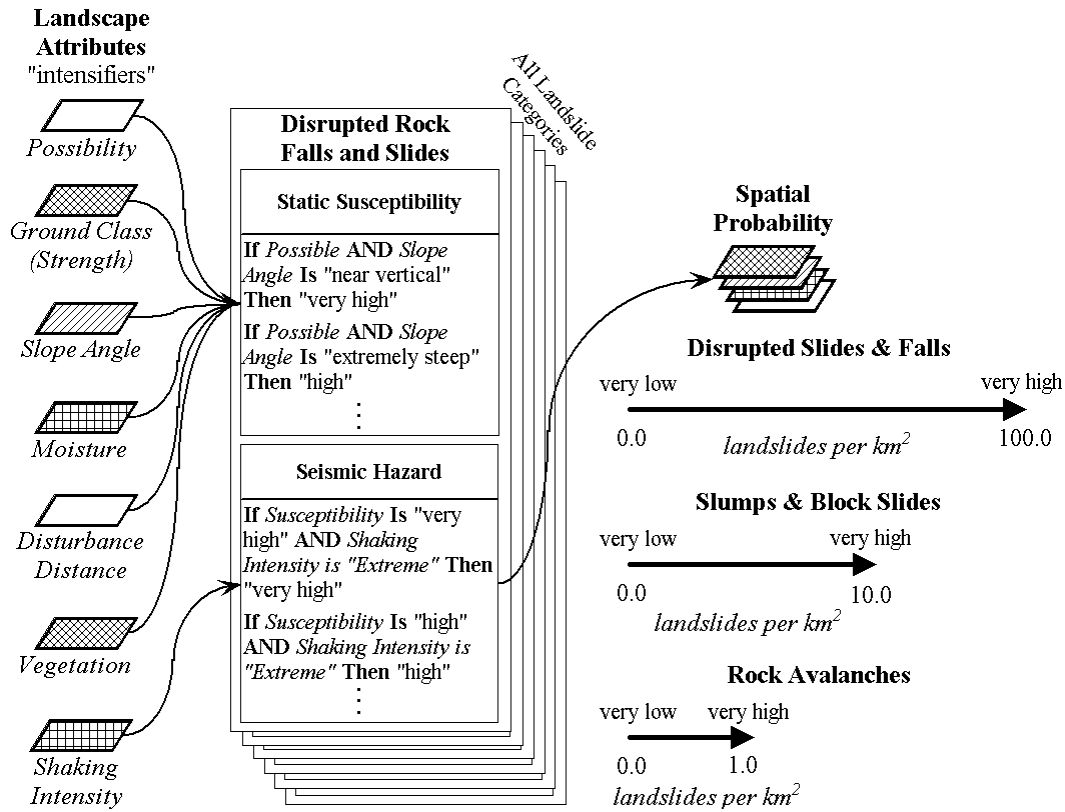 Landscape
Attributes
"intensifiers"
Possibility
Ground Class
(Strength)
Slope Angle
Moisture
Disturbance
Distance
Vegetation
Shaking
Intensity
All Landslide
Categories
Disrupted Rock
Falls and Slides
Static Susceptibility
If Possible AND Slope
Angle Is "near vertical"
Then "very high"
If Possible AND Slope
Angle Is "extremely steep"
Then "high"
⋮
Seismic Hazard
If Susceptibility Is "very
high" AND Shaking
Intensity is "Extreme" Then
"very high"
If Susceptibility Is "high"
AND Shaking Intensity is
"Extreme" Then "high"
⋮
Spatial
Probability
Disrupted Slides & Falls
very low very high
0.0 100.0
landslides per km²
Slumps & Block Slides
very low very high
0.0 10.0
landslides per km²
Rock Avalanches
very low very high
0.0 1.0
landslides per km²